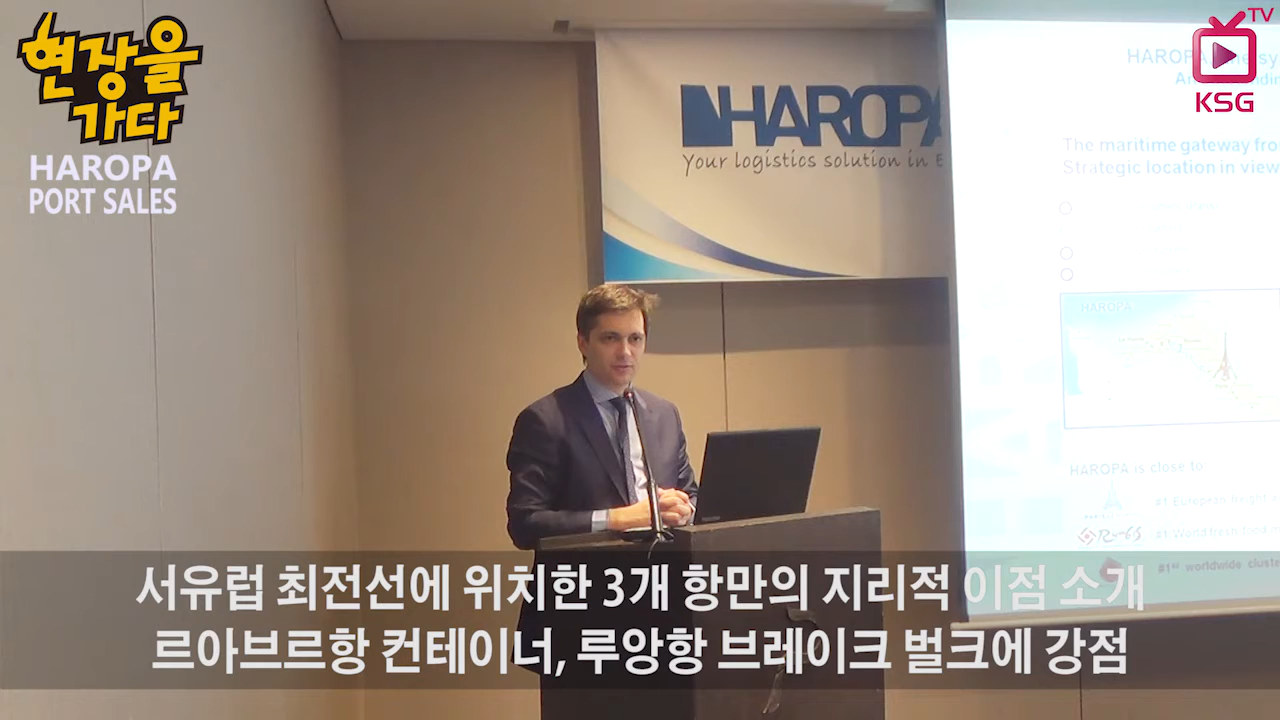 현장을
가다
HAROPA
PORT SALES
TV
KSG
HAROPA
Your logistics solution in E
HAROPA
The maritime gateway fro
Strategic location in view
HAROPA
HAROPA is close to
#1 European freight
#1 World fresh food m
#1st worldwide cluste
서유럽 최전선에 위치한 3개 항만의 지리적 이점 소개
르아브르항 컨테이너, 루앙항 브레이크 벌크에 강점